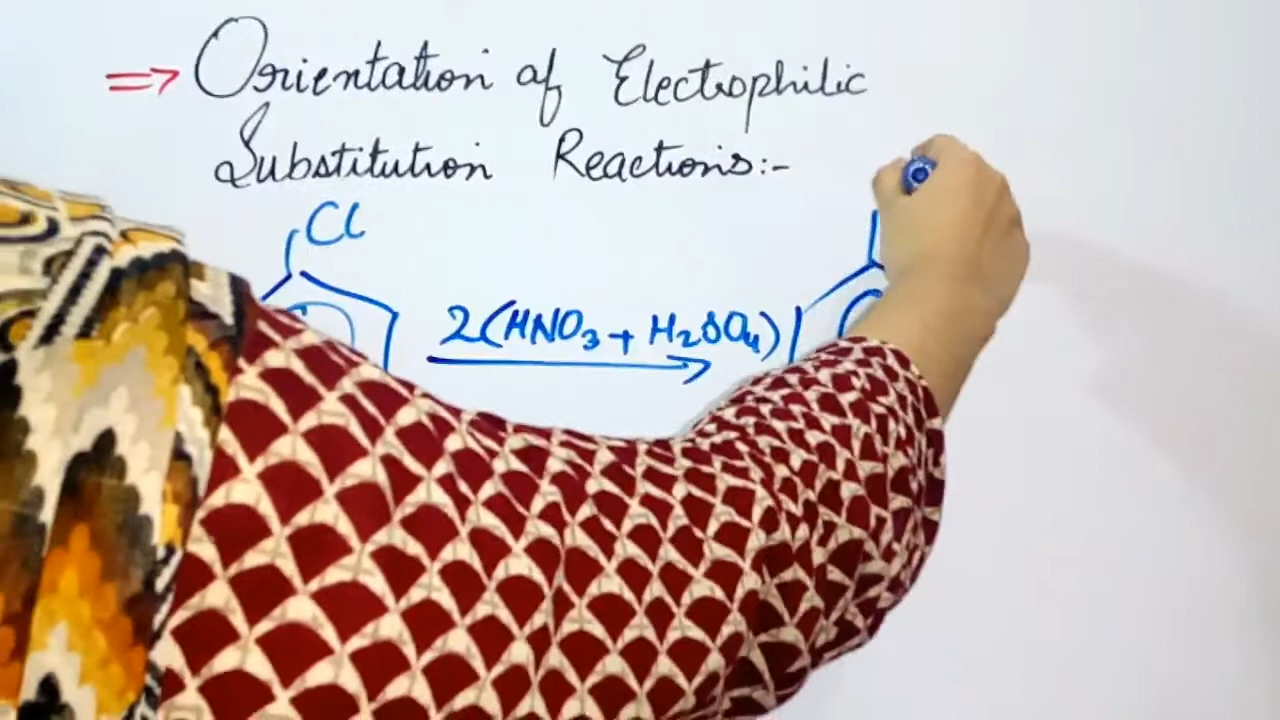 => Orientation of Electrophilic
Substitution Reactions:-
Cl
2(HNO₃ + H₂SO₄)